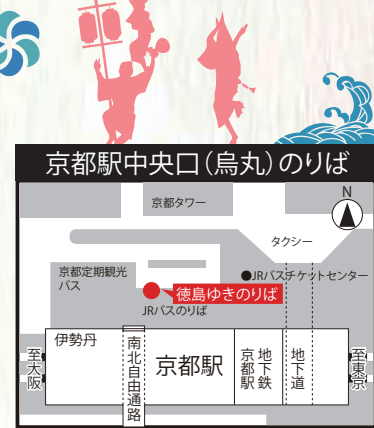 京都駅中央口(烏丸)のりば
N
京都タワー
タクシー
京都定期観光
バス
●JRバスチケットセンター
徳島ゆきのりば
JRバスのりば
伊勢丹
至大阪
南北自由通路
京都駅
地下鉄
京都駅
地下道
至東京